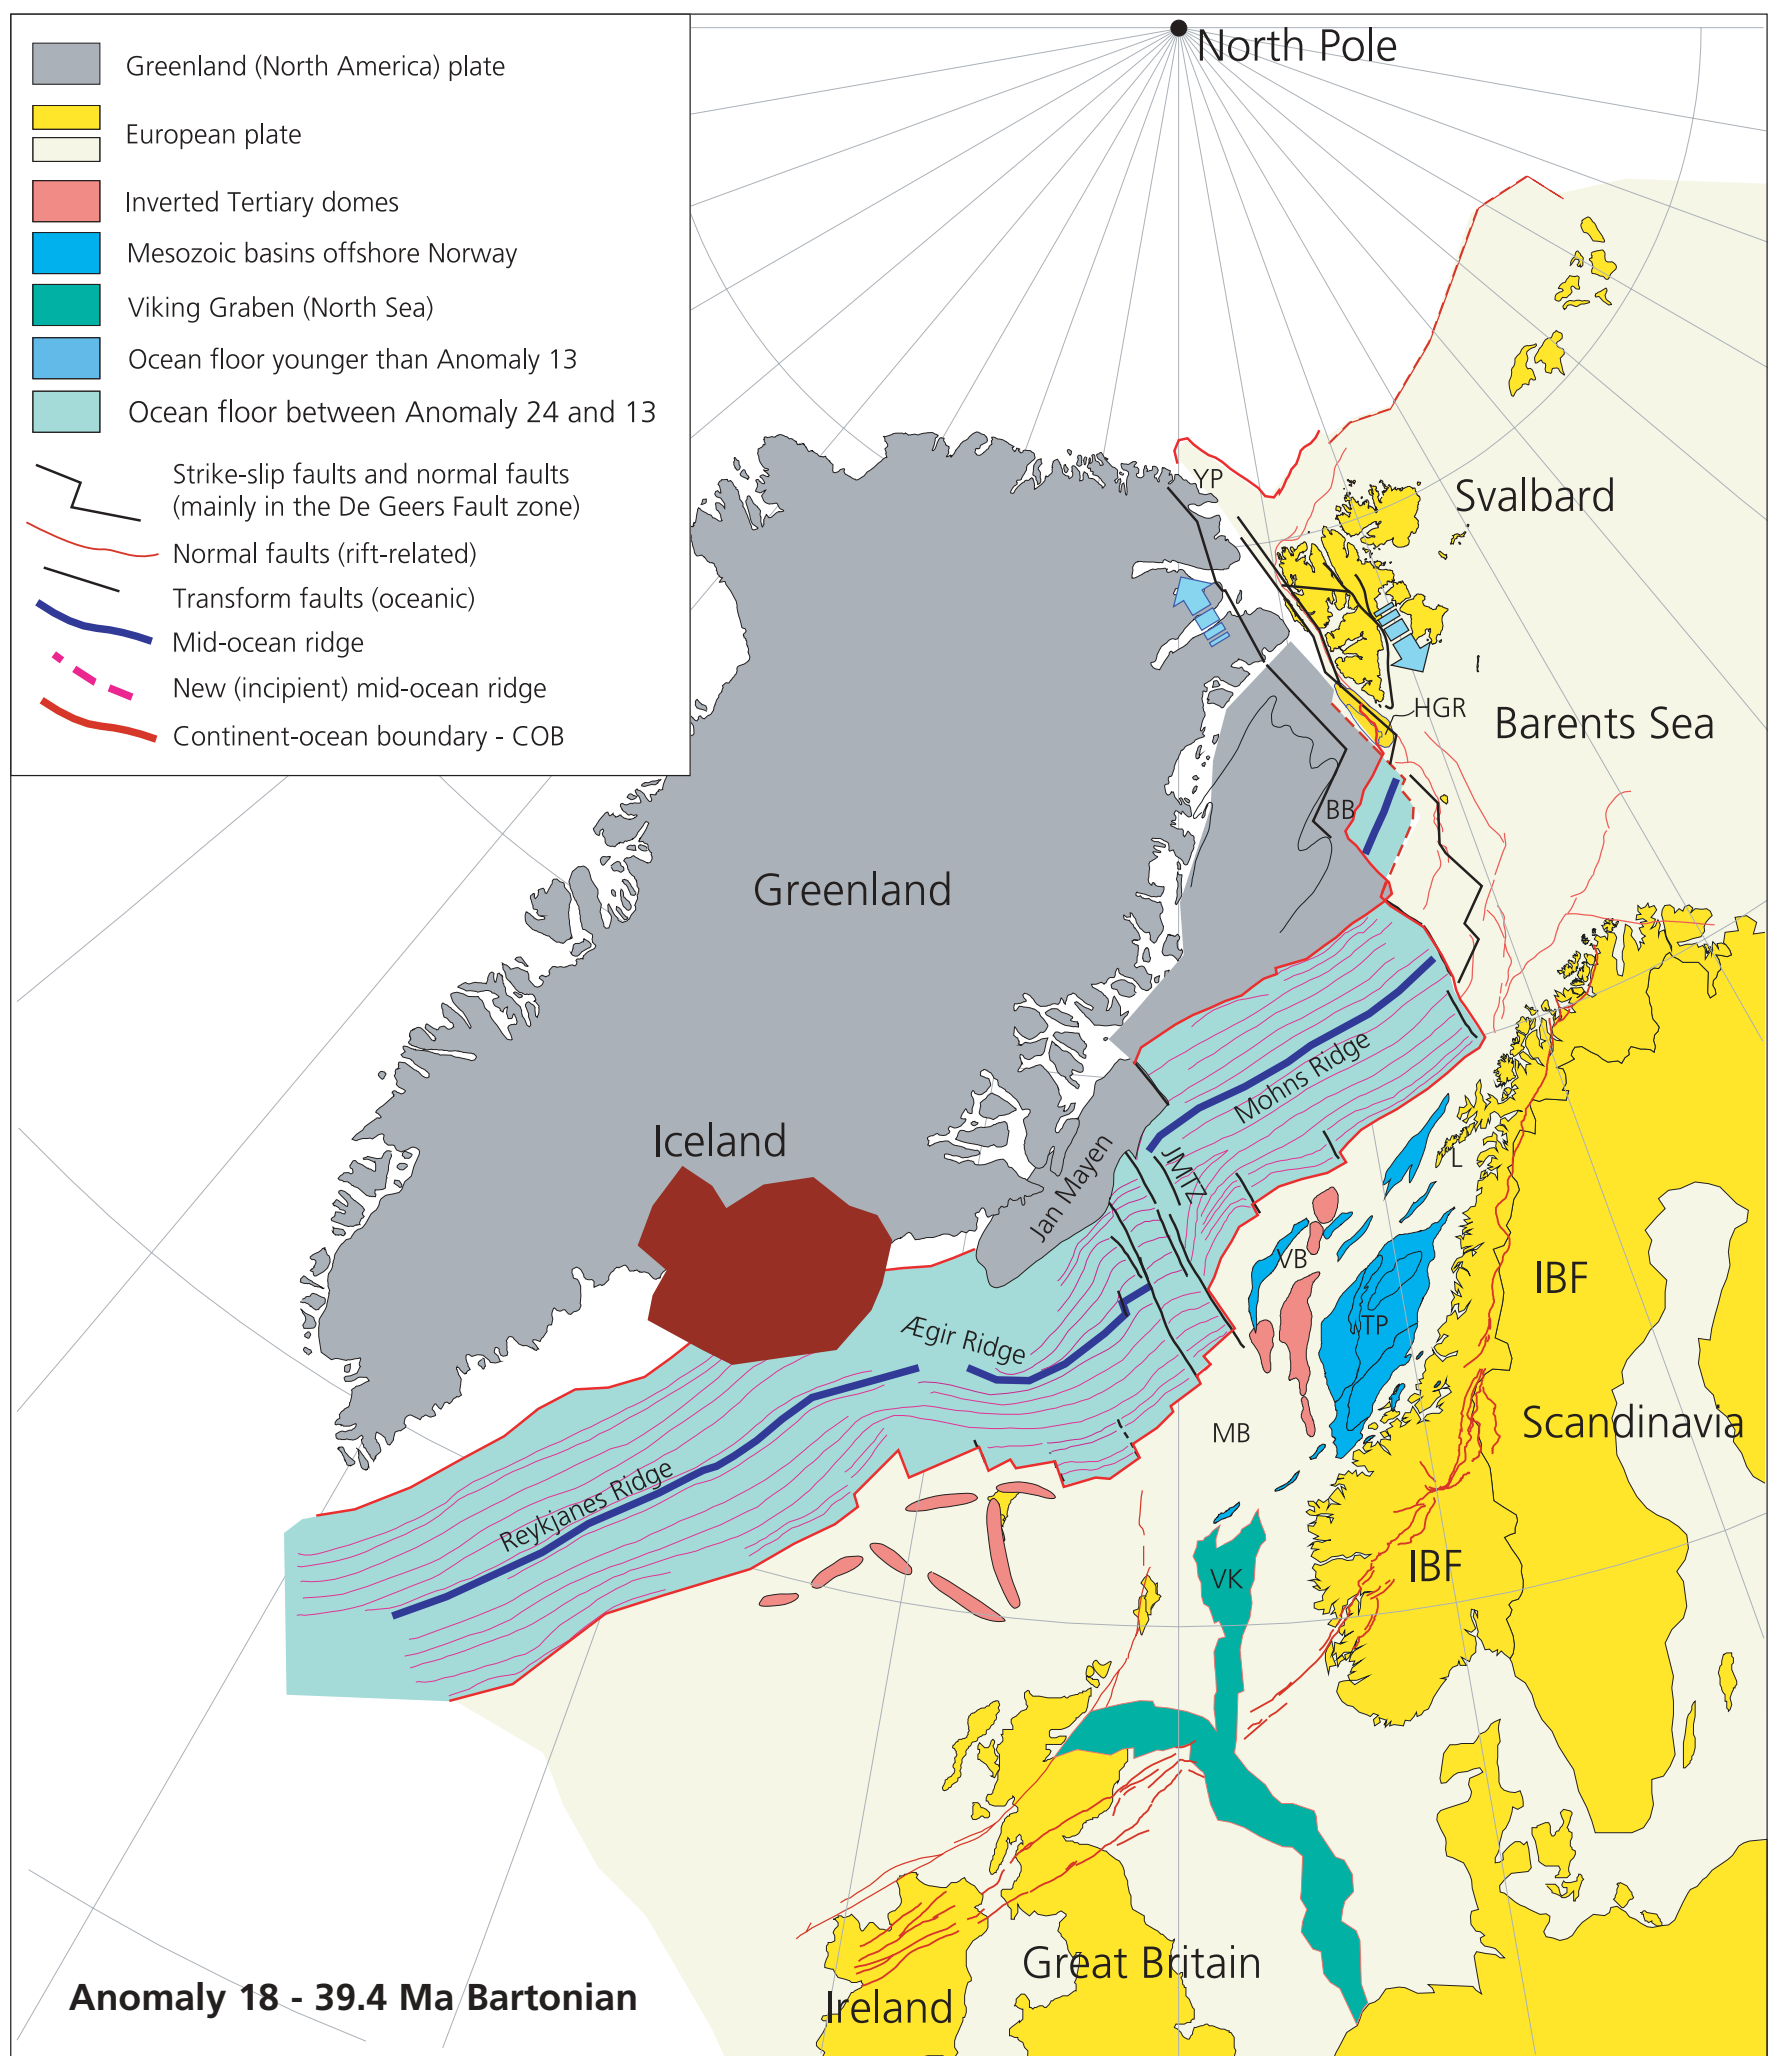 North Pole
Greenland (North America) plate
European plate
Inverted Tertiary domes
Mesozoic basins offshore Norway
Viking Graben (North Sea)
Ocean floor younger than Anomaly 13
Ocean floor between Anomaly 24 and 13
Strike-slip faults and normal faults
(mainly in the De Geers Fault zone)
Normal faults (rift-related)
Transform faults (oceanic)
Mid-ocean ridge
New (incipient) mid-ocean ridge
Continent-ocean boundary - COB
YP
Svalbard
HGR
Barents Sea
BB
Greenland
Mohns Ridge
Iceland
Jan Mayen
JMTZ
L
VB
IBF
TP
Ægir Ridge
MB
Scandinavia
Reykjanes Ridge
VK
IBF
Great Britain
Anomaly 18 - 39.4 Ma Bartonian
Ireland